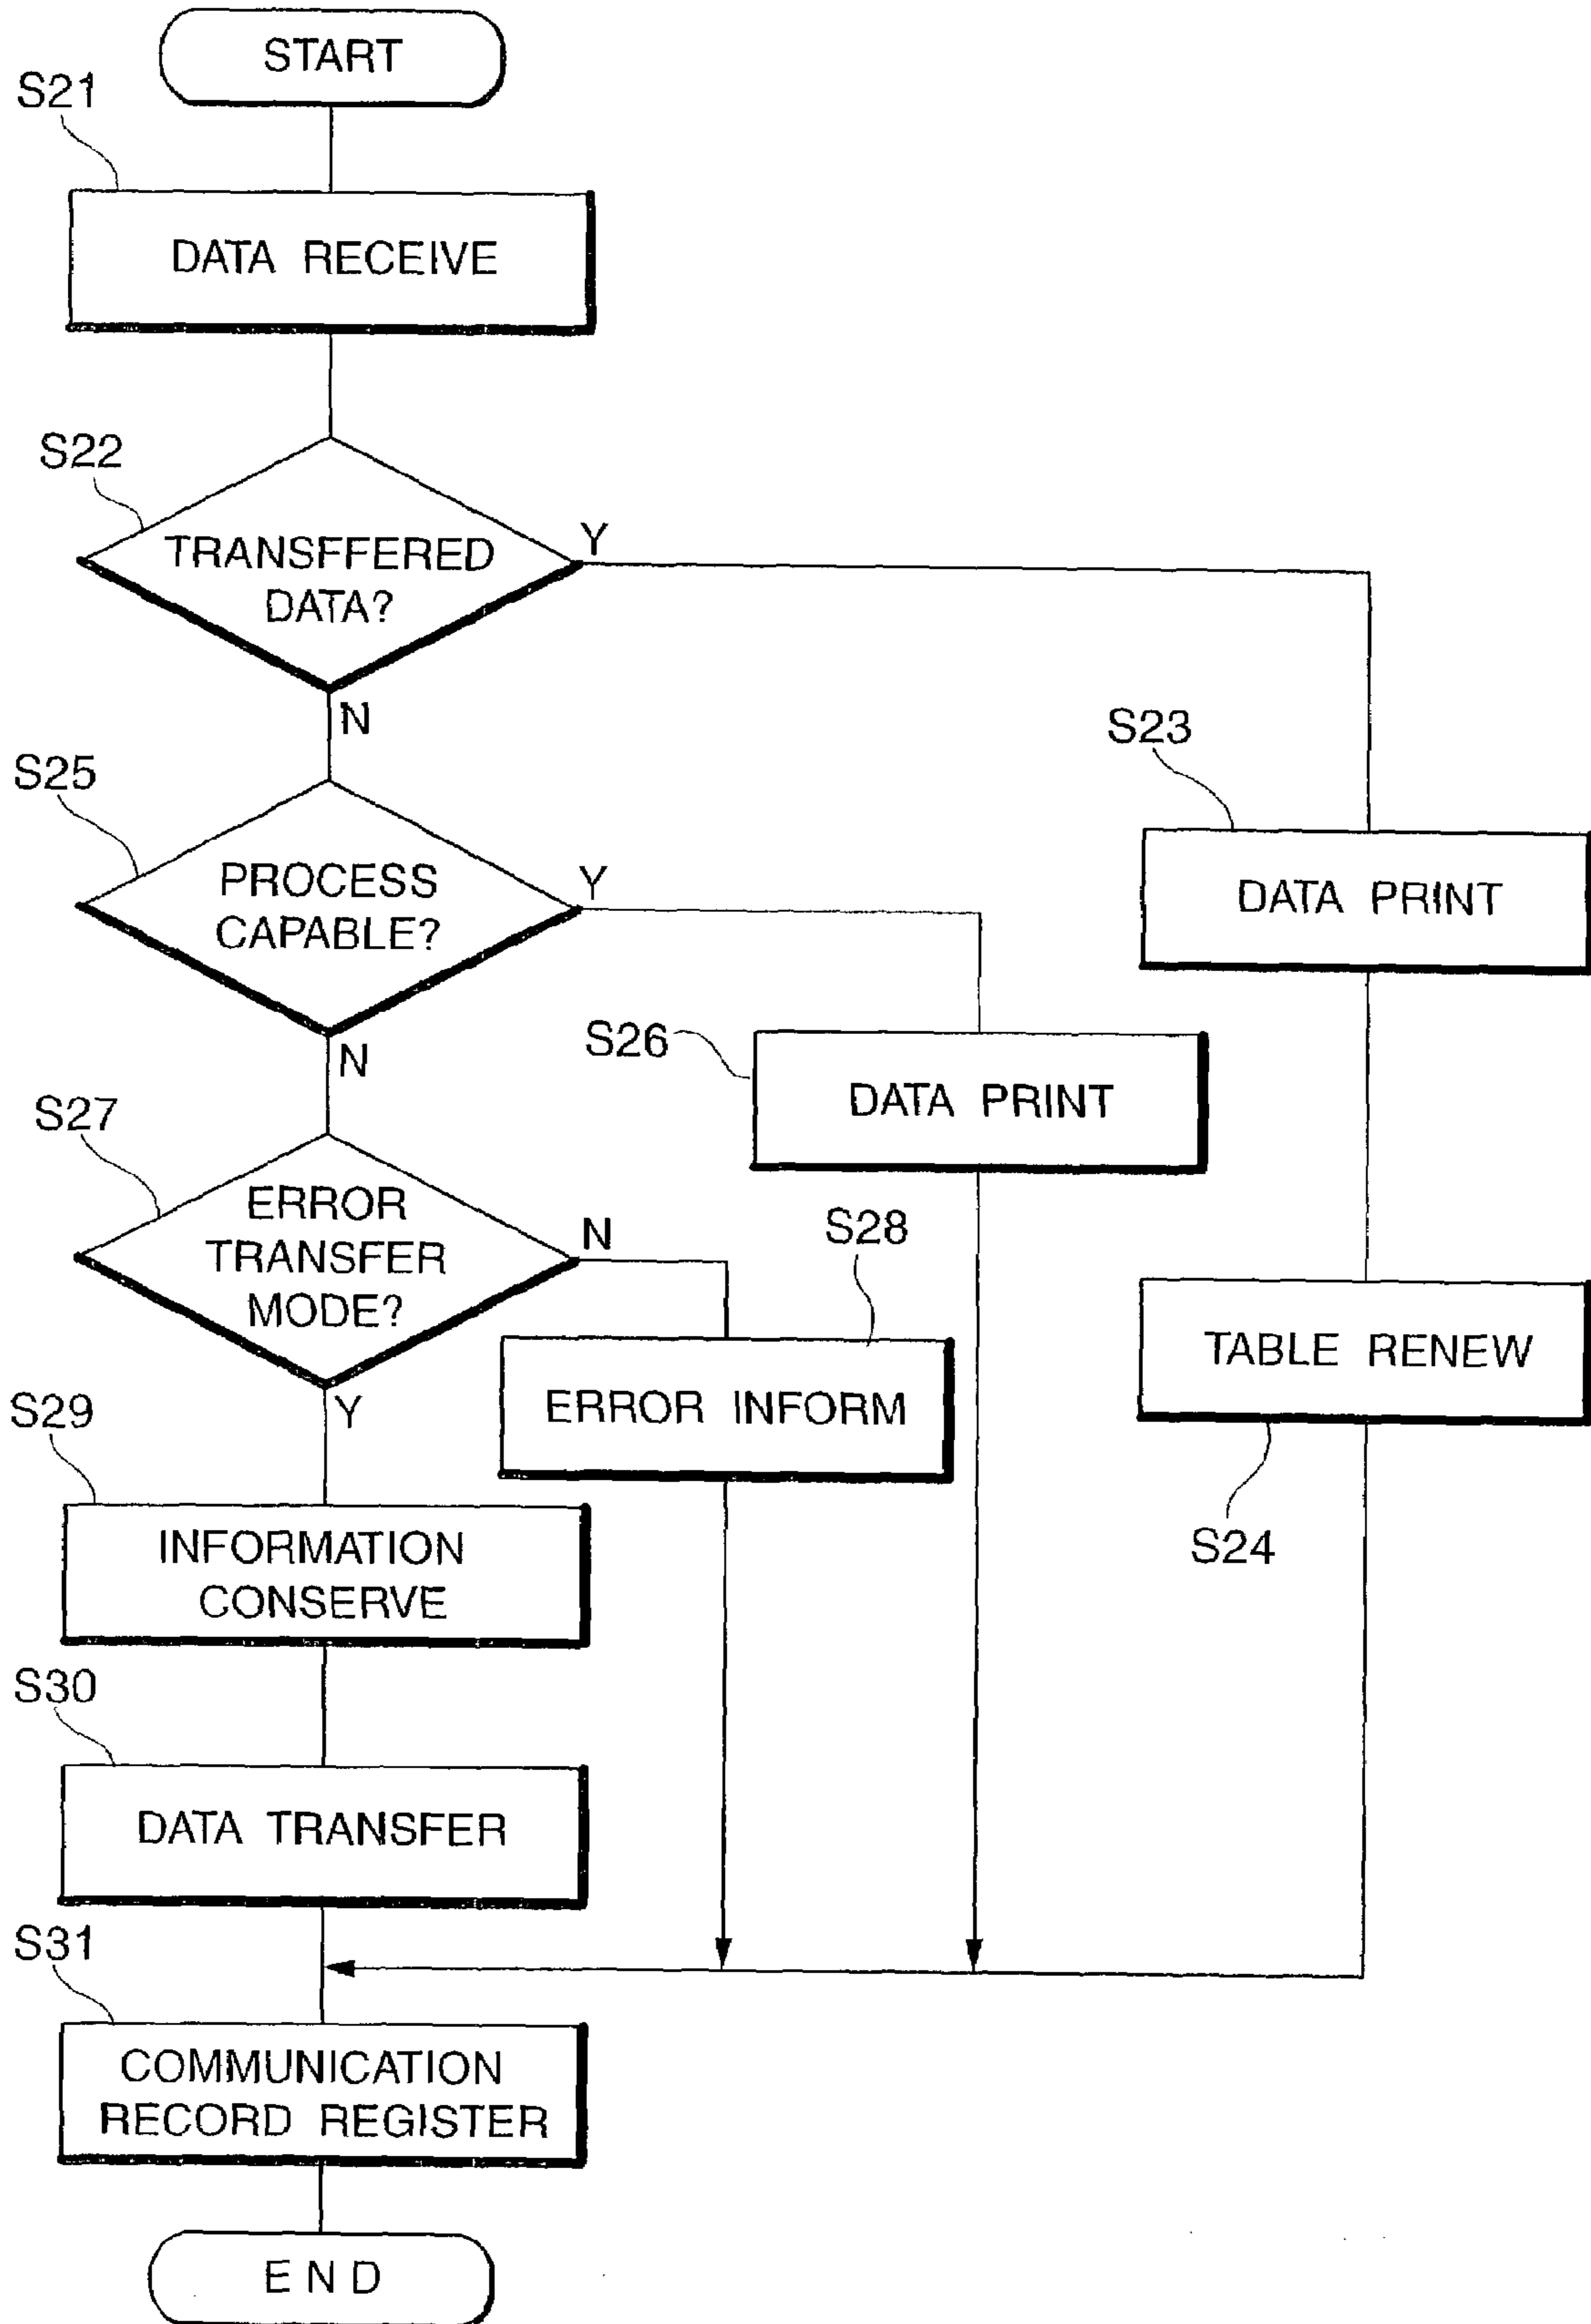 START
S21
DATA RECEIVE
S22
TRANSFFERED
DATA?
Y
N
S23
DATA PRINT
S25
PROCESS
CAPABLE?
Y
N
S26
DATA PRINT
S27
ERROR
TRANSFER
MODE?
N
Y
S28
ERROR INFORM
TABLE RENEW
S24
S29
INFORMATION
CONSERVE
S30
DATA TRANSFER
S31
COMMUNICATION
RECORD REGISTER
END